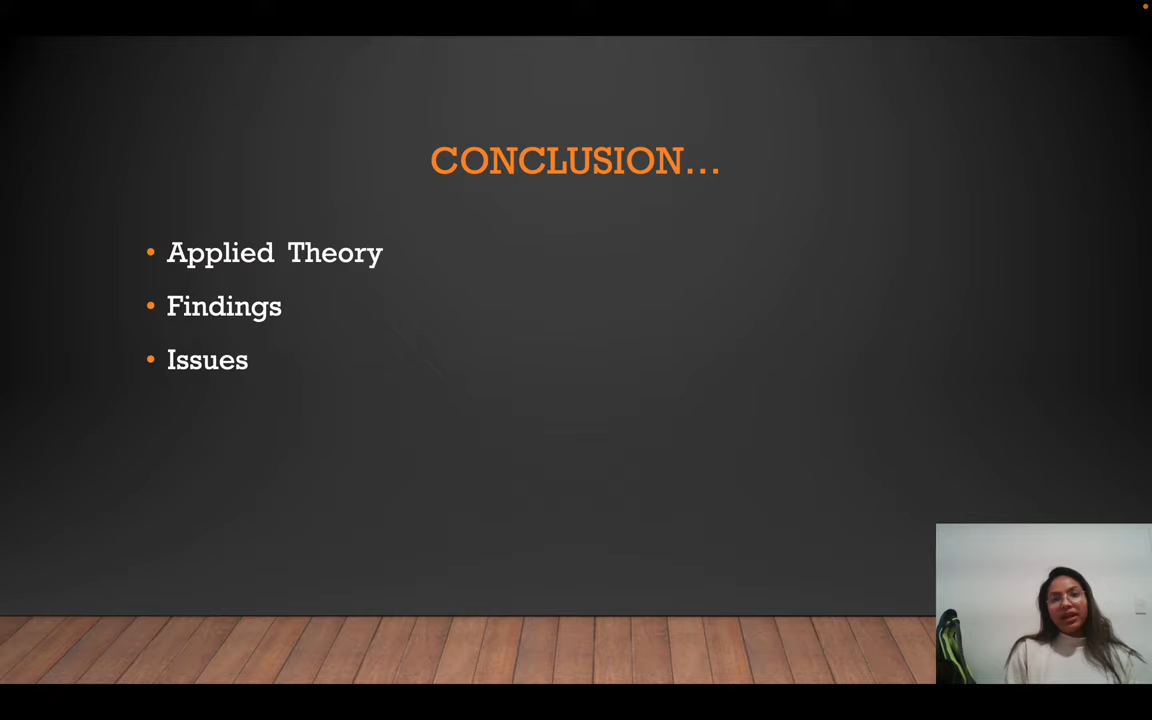 CONCLUSION...
• Applied Theory
• Findings
• Issues